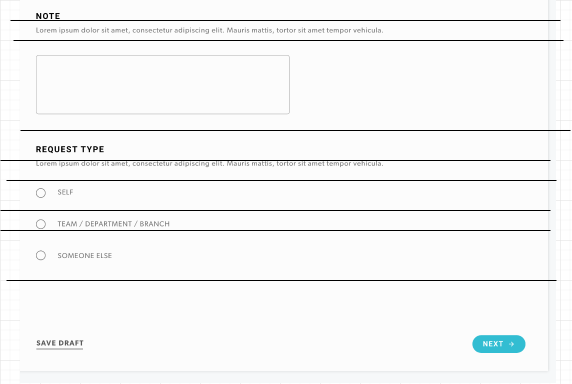 NOTE
Lorem ipsum dolor sit amet, consectetur adipiscing elit. Mauris mattis, tortor sit amet tempor vehicula.
REQUEST TYPE
Lorem ipsum dolor sit amet, consectetur adipiscing elit. Mauris mattis, tortor sit amet tempor vehicula.
SELF
TEAM / DEPARTMENT / BRANCH
SOMEONE ELSE
SAVE DRAFT
NEXT →